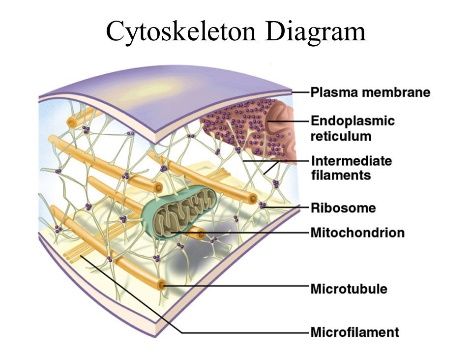 Cytoskeleton Diagram
Plasma membrane
Endoplasmic
reticulum
Intermediate
filaments
Ribosome
Mitochondrion
Microtubule
Microfilament